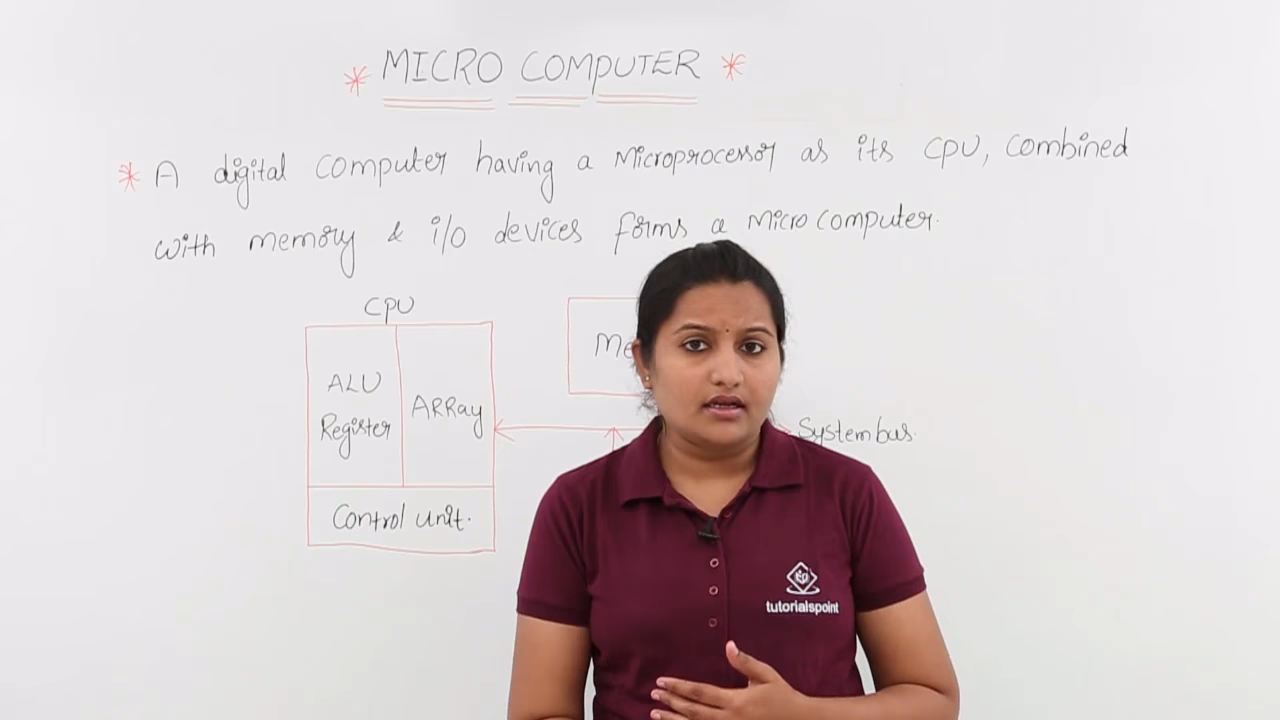 * MICRO COMPUTER *
* A digital computer having a Microprocessor as its CPU, combined
with memory & i/o devices forms a Micro computer.
CPU
ALU
Register
ARRay
Control unit.
System bus.
tutorialspoint